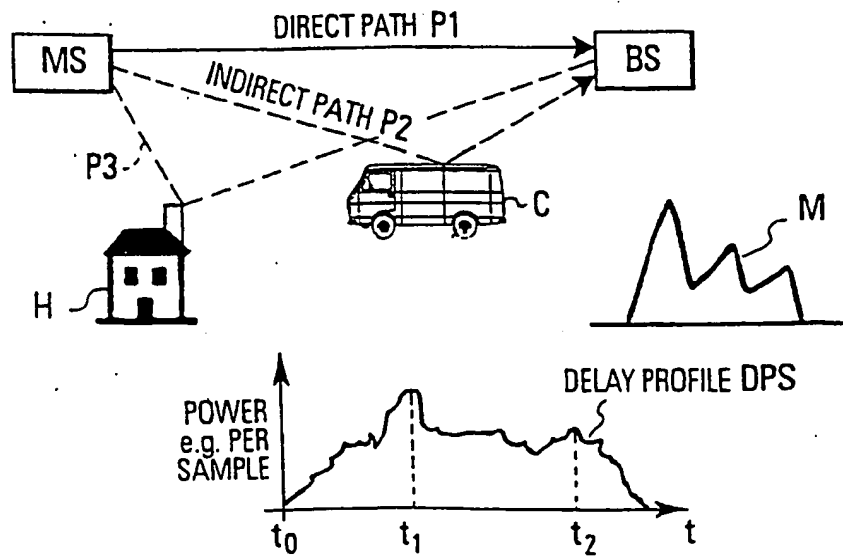 DIRECT PATH P1
MS
BS
INDIRECT PATH P2
P3
C
M
H
DELAY PROFILE DPS
POWER
e.g. PER
SAMPLE
t0
t1
t2
t